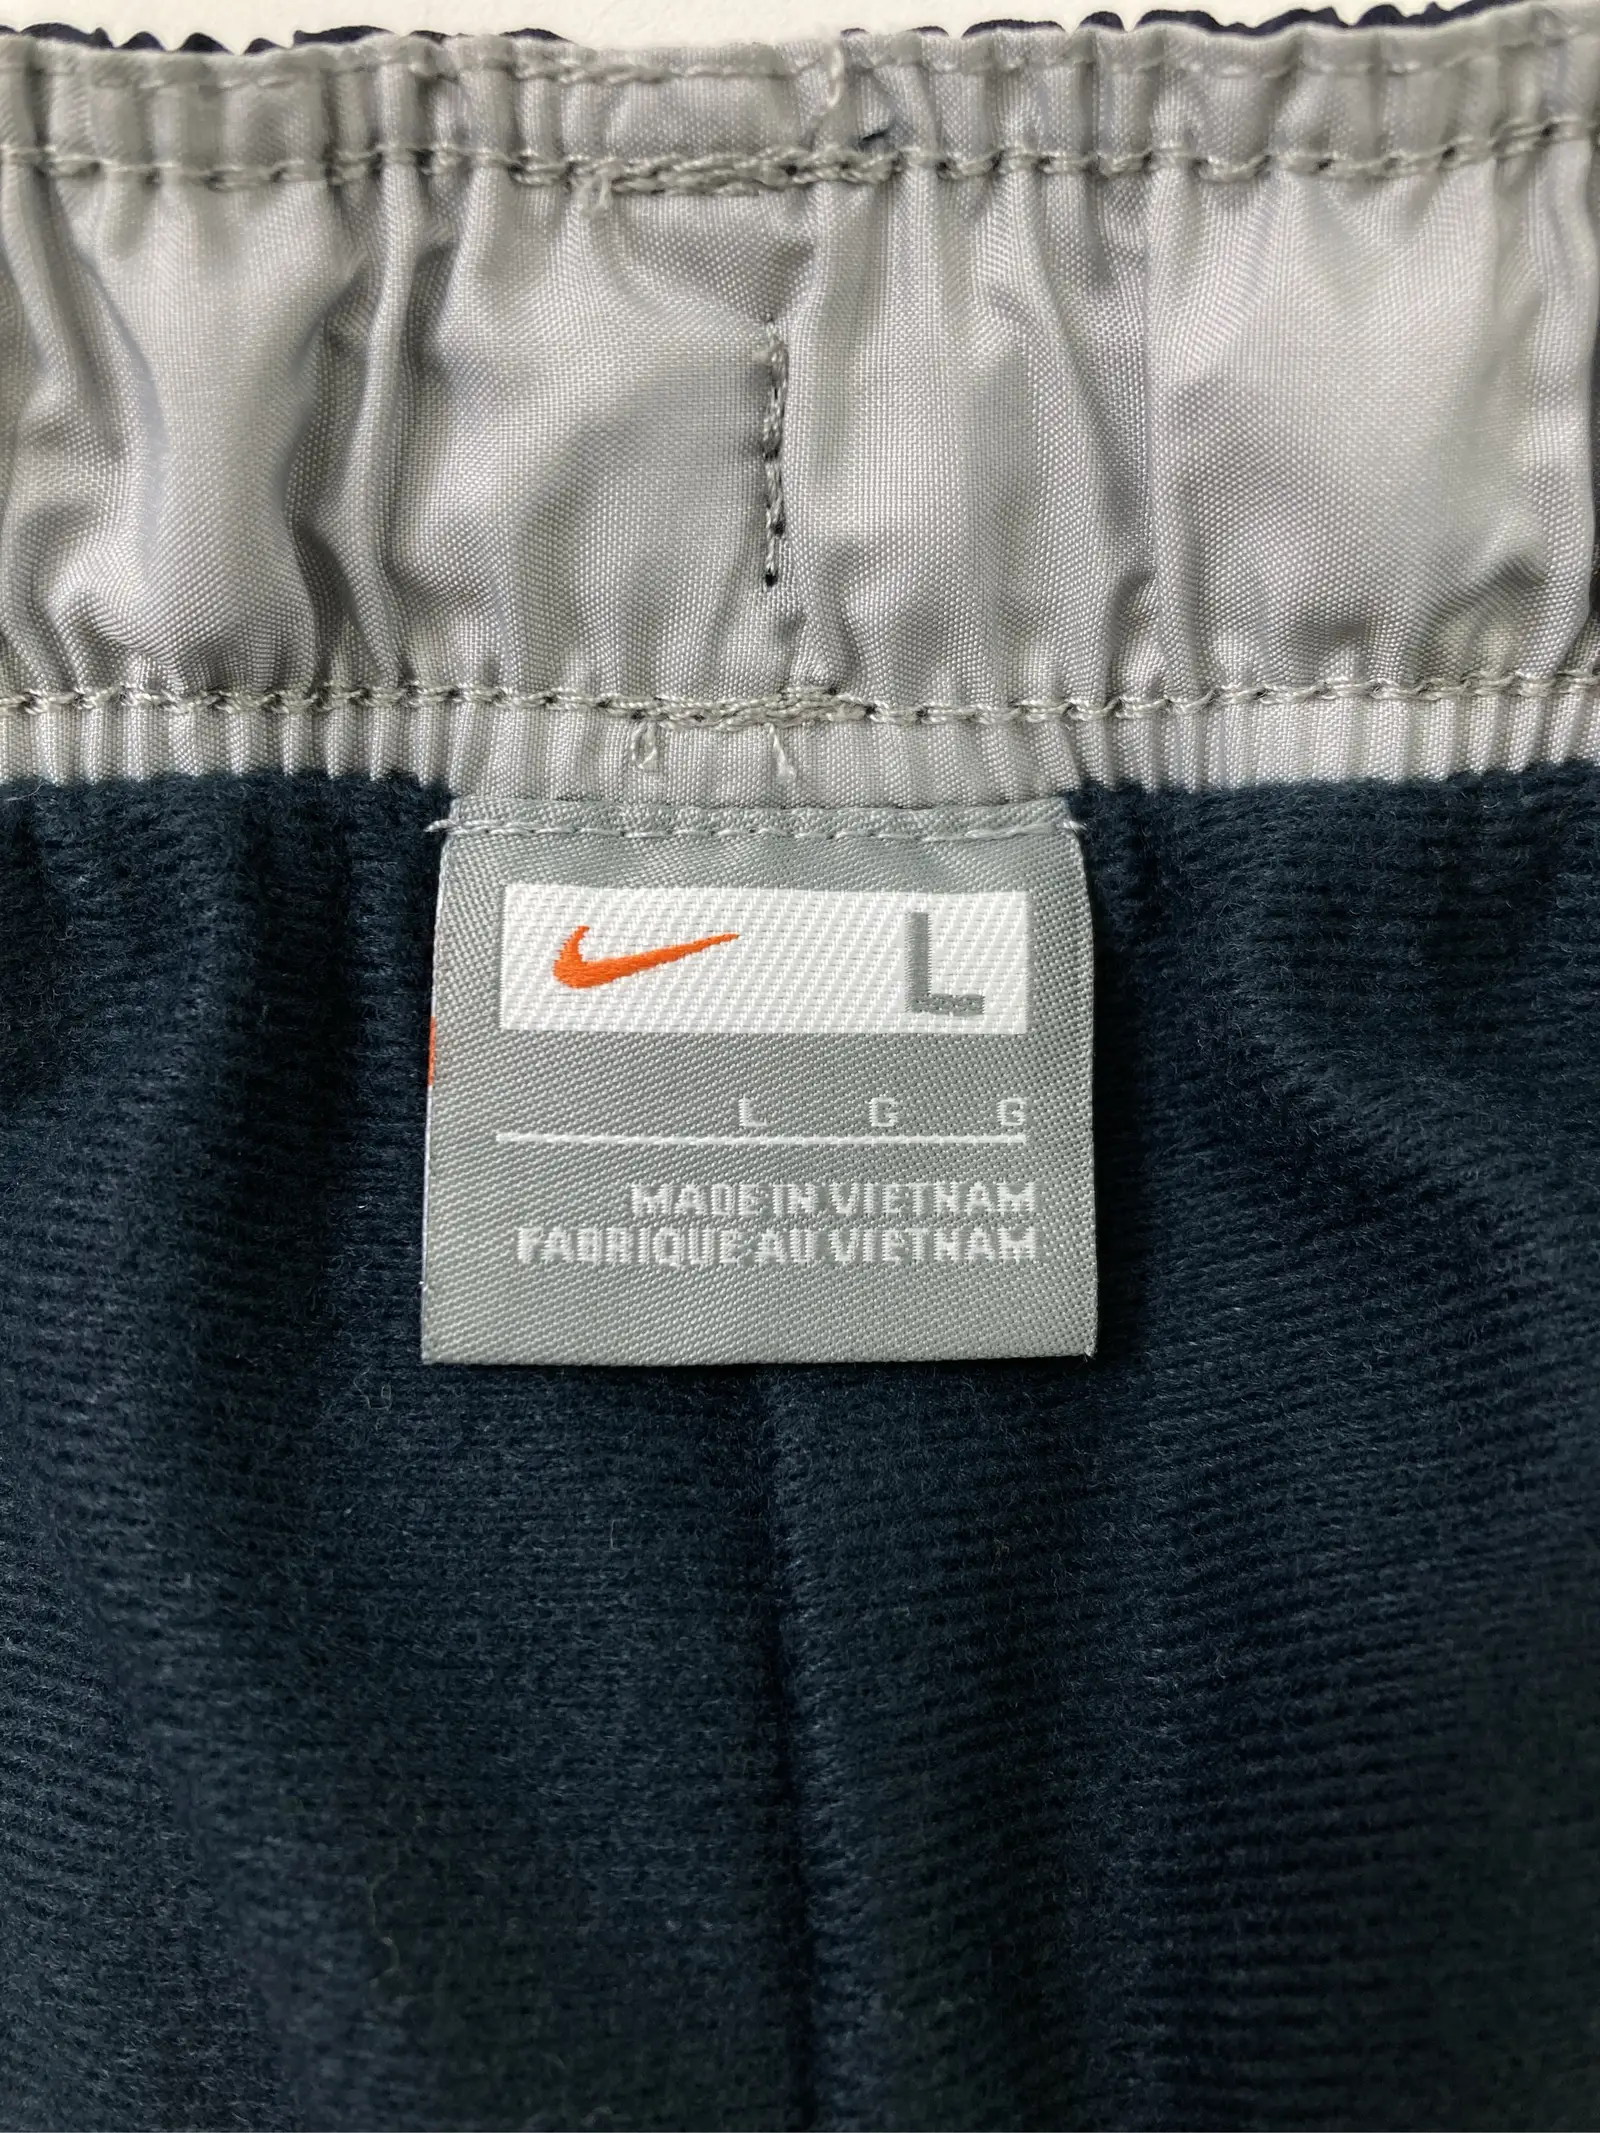 L
L G G
MADE IN VIETNAM
FABRIQUE AU VIETNAM